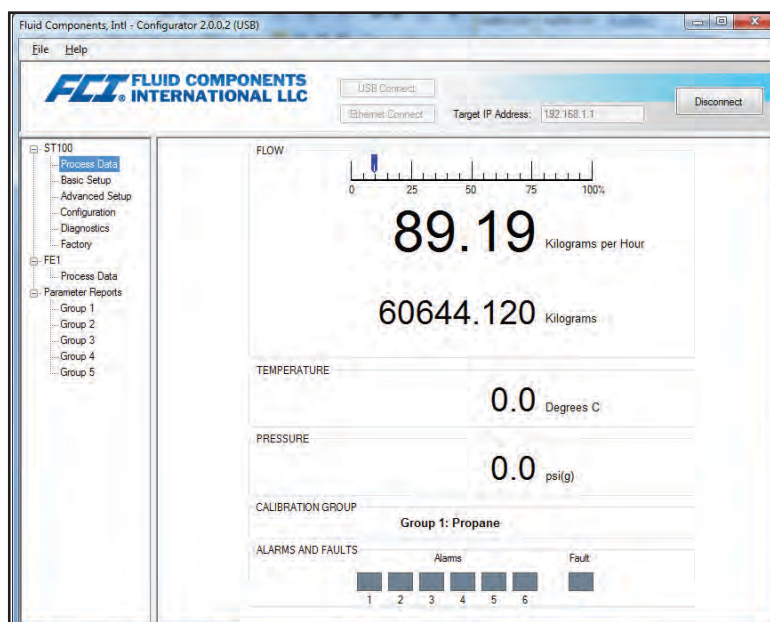 Fluid Components, Intl - Configurator 2.0.0.2 (USB)
File Help
FCI FLUID COMPONENTS
INTERNATIONAL LLC
USB Connect
Ethernet Connect
Target IP Address: 192.168.1.1
Disconnect
ST100
Process Data
Basic Setup
Advanced Setup
Configuration
Diagnostics
Factory
FE1
Process Data
Parameter Reports
Group 1
Group 2
Group 3
Group 4
Group 5
FLOW
0 25 50 75 100%
89.19 Kilograms per Hour
60644.120 Kilograms
TEMPERATURE
0.0 Degrees C
PRESSURE
0.0 psi(g)
CALIBRATION GROUP
Group 1: Propane
ALARMS AND FAULTS
Alarms Fault
1 2 3 4 5 6